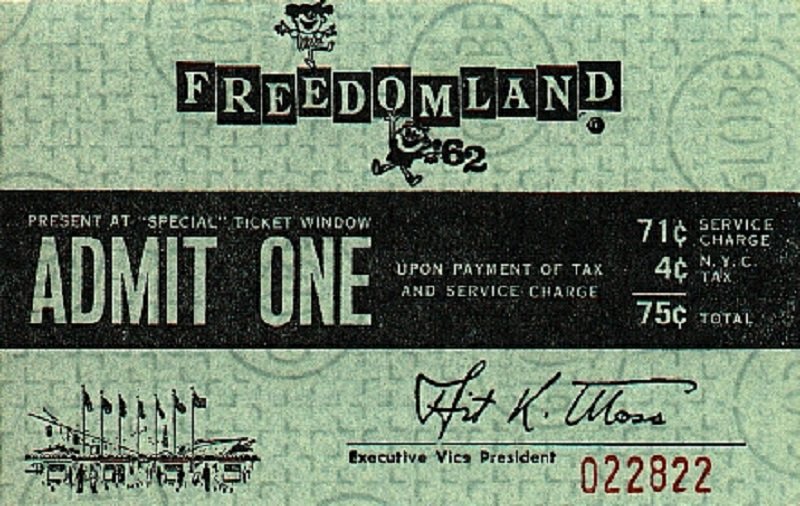 FREEDOMLAND
'62
PRESENT AT "SPECIAL" TICKET WINDOW
ADMIT ONE
UPON PAYMENT OF TAX
AND SERVICE CHARGE
71¢ SERVICE CHARGE
4¢ N.Y.C. TAX
75¢ TOTAL
K. Moss
Executive Vice President
022822